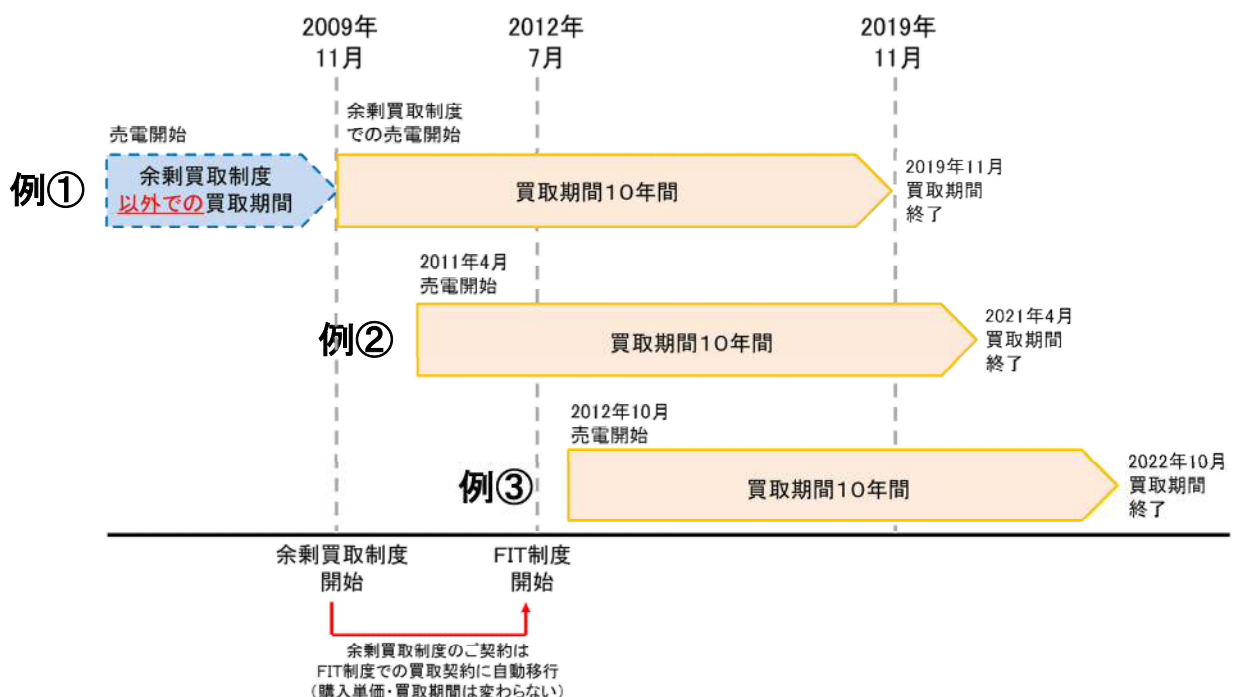 2009年
11月
2012年
7月
2019年
11月
売電開始
余剰買取制度
での売電開始
例①
余剰買取制度
以外での買取期間
買取期間10年間
2019年11月
買取期間
終了
2011年4月
売電開始
例②
買取期間10年間
2021年4月
買取期間
終了
2012年10月
売電開始
例③
買取期間10年間
2022年10月
買取期間
終了
余剰買取制度
開始
FIT制度
開始
余剰買取制度のご契約は
FIT制度での買取契約に自動移行
(購入単価・買取期間は変わらない)